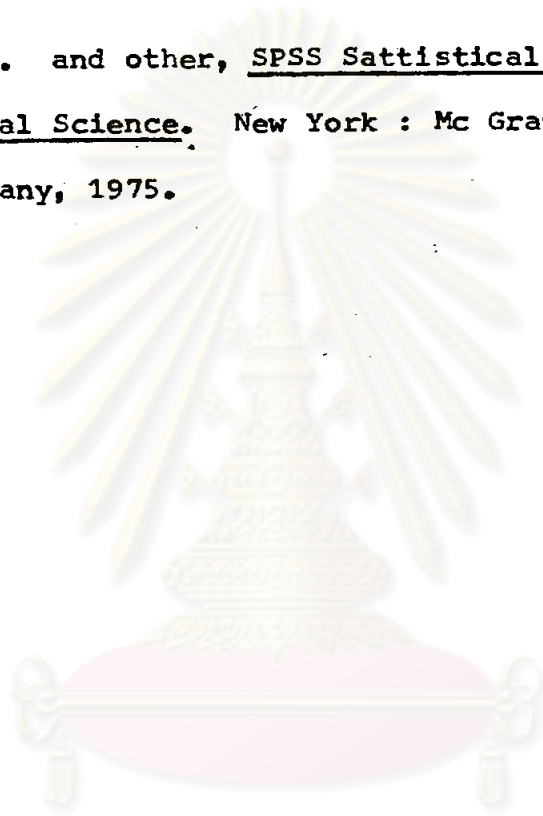 . and other, SPSS Sattistical
al Science. New York : Mc Gra
any, 1975.